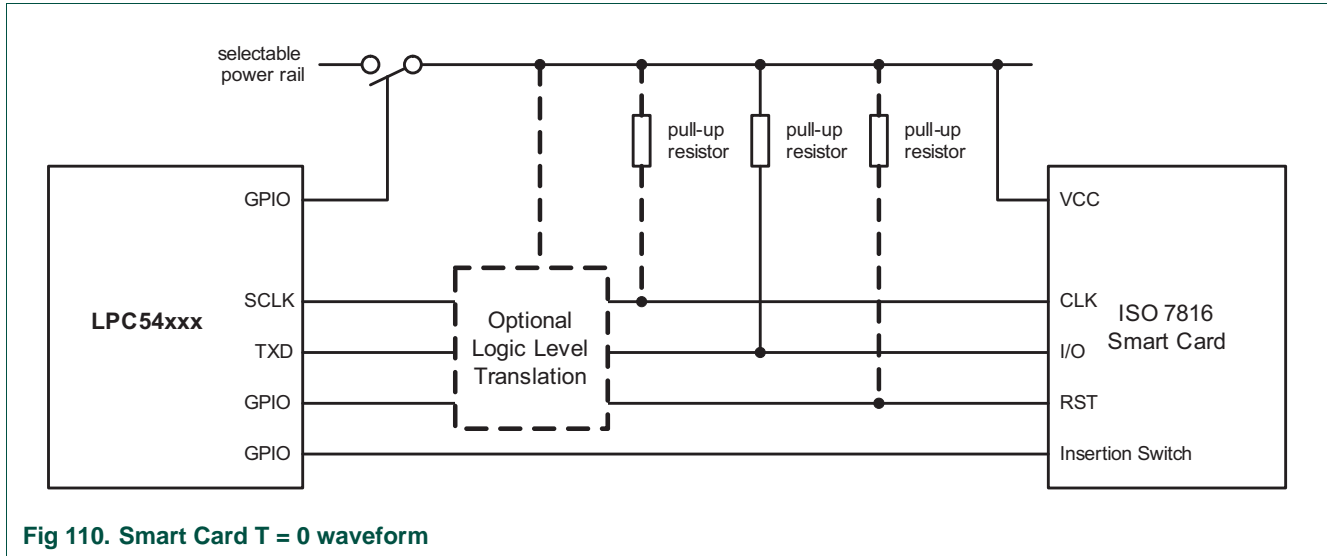 selectable
power rail
pull-up
resistor
pull-up
resistor
pull-up
resistor
GPIO
VCC
LPC54xxx
SCLK
TXD
GPIO
GPIO
Optional
Logic Level
Translation
CLK
I/O
RST
Insertion Switch
ISO 7816
Smart Card
Fig 110. Smart Card T = 0 waveform